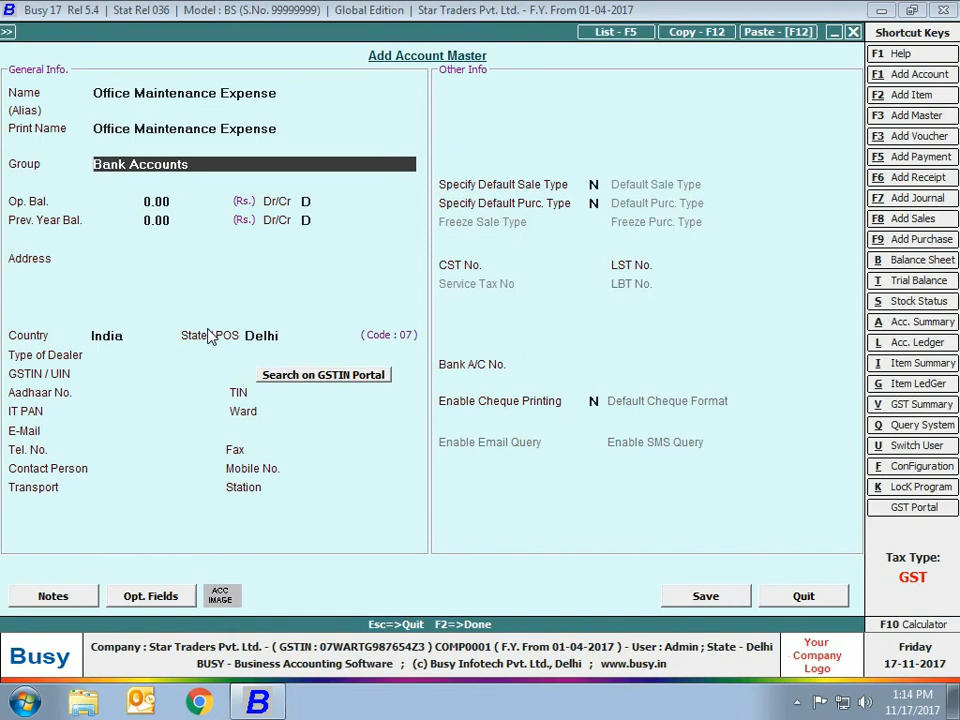 Busy 17 Rel 5.4 | Stat Rel 036 | Model : BS (S.No. 99999999) | Global Edition | Star Traders Pvt. Ltd. - F.Y. From 01-04-2017
>> List - F5 Copy - F12 Paste - [F12] Shortcut Keys
Add Account Master
General Info. Other Info
Name Office Maintenance Expense
(Alias)
Print Name Office Maintenance Expense
Group Bank Accounts
Op. Bal. 0.00 (Rs.) Dr/Cr D
Prev. Year Bal. 0.00 (Rs.) Dr/Cr D
Address
Country India State POS Delhi ( Code : 07 )
Type of Dealer
GSTIN / UIN Search on GSTIN Portal
Aadhaar No. TIN
IT PAN Ward
E-Mail
Tel. No. Fax
Contact Person Mobile No.
Transport Station
Specify Default Sale Type N Default Sale Type
Specify Default Purc. Type N Default Purc. Type
Freeze Sale Type Freeze Purc. Type
CST No. LST No.
Service Tax No LBT No.
Bank A/C No.
Enable Cheque Printing N Default Cheque Format
Enable Email Query Enable SMS Query
Notes Opt. Fields ACC IMAGE Save Quit
Esc=>Quit F2=>Done
F1 Help
F1 Add Account
F2 Add Item
F3 Add Master
F3 Add Voucher
F5 Add Payment
F6 Add Receipt
F7 Add Journal
F8 Add Sales
F9 Add Purchase
B Balance Sheet
T Trial Balance
S Stock Status
A Acc. Summary
L Acc. Ledger
I Item Summary
G Item LedGer
V GST Summary
Q Query System
U Switch User
F ConFiguration
K LocK Program
GST Portal
Tax Type:
GST
F10 Calculator
Busy
Company : Star Traders Pvt. Ltd. - ( GSTIN : 07WARTG987654Z3 ) COMP0001 ( F.Y. From 01-04-2017 ) - User : Admin ; State - Delhi
BUSY - Business Accounting Software ; (c) Busy Infotech Pvt. Ltd., Delhi ; www.busy.in
Your
Company
Logo
Friday
17-11-2017
B
1:14 PM
11/17/2017